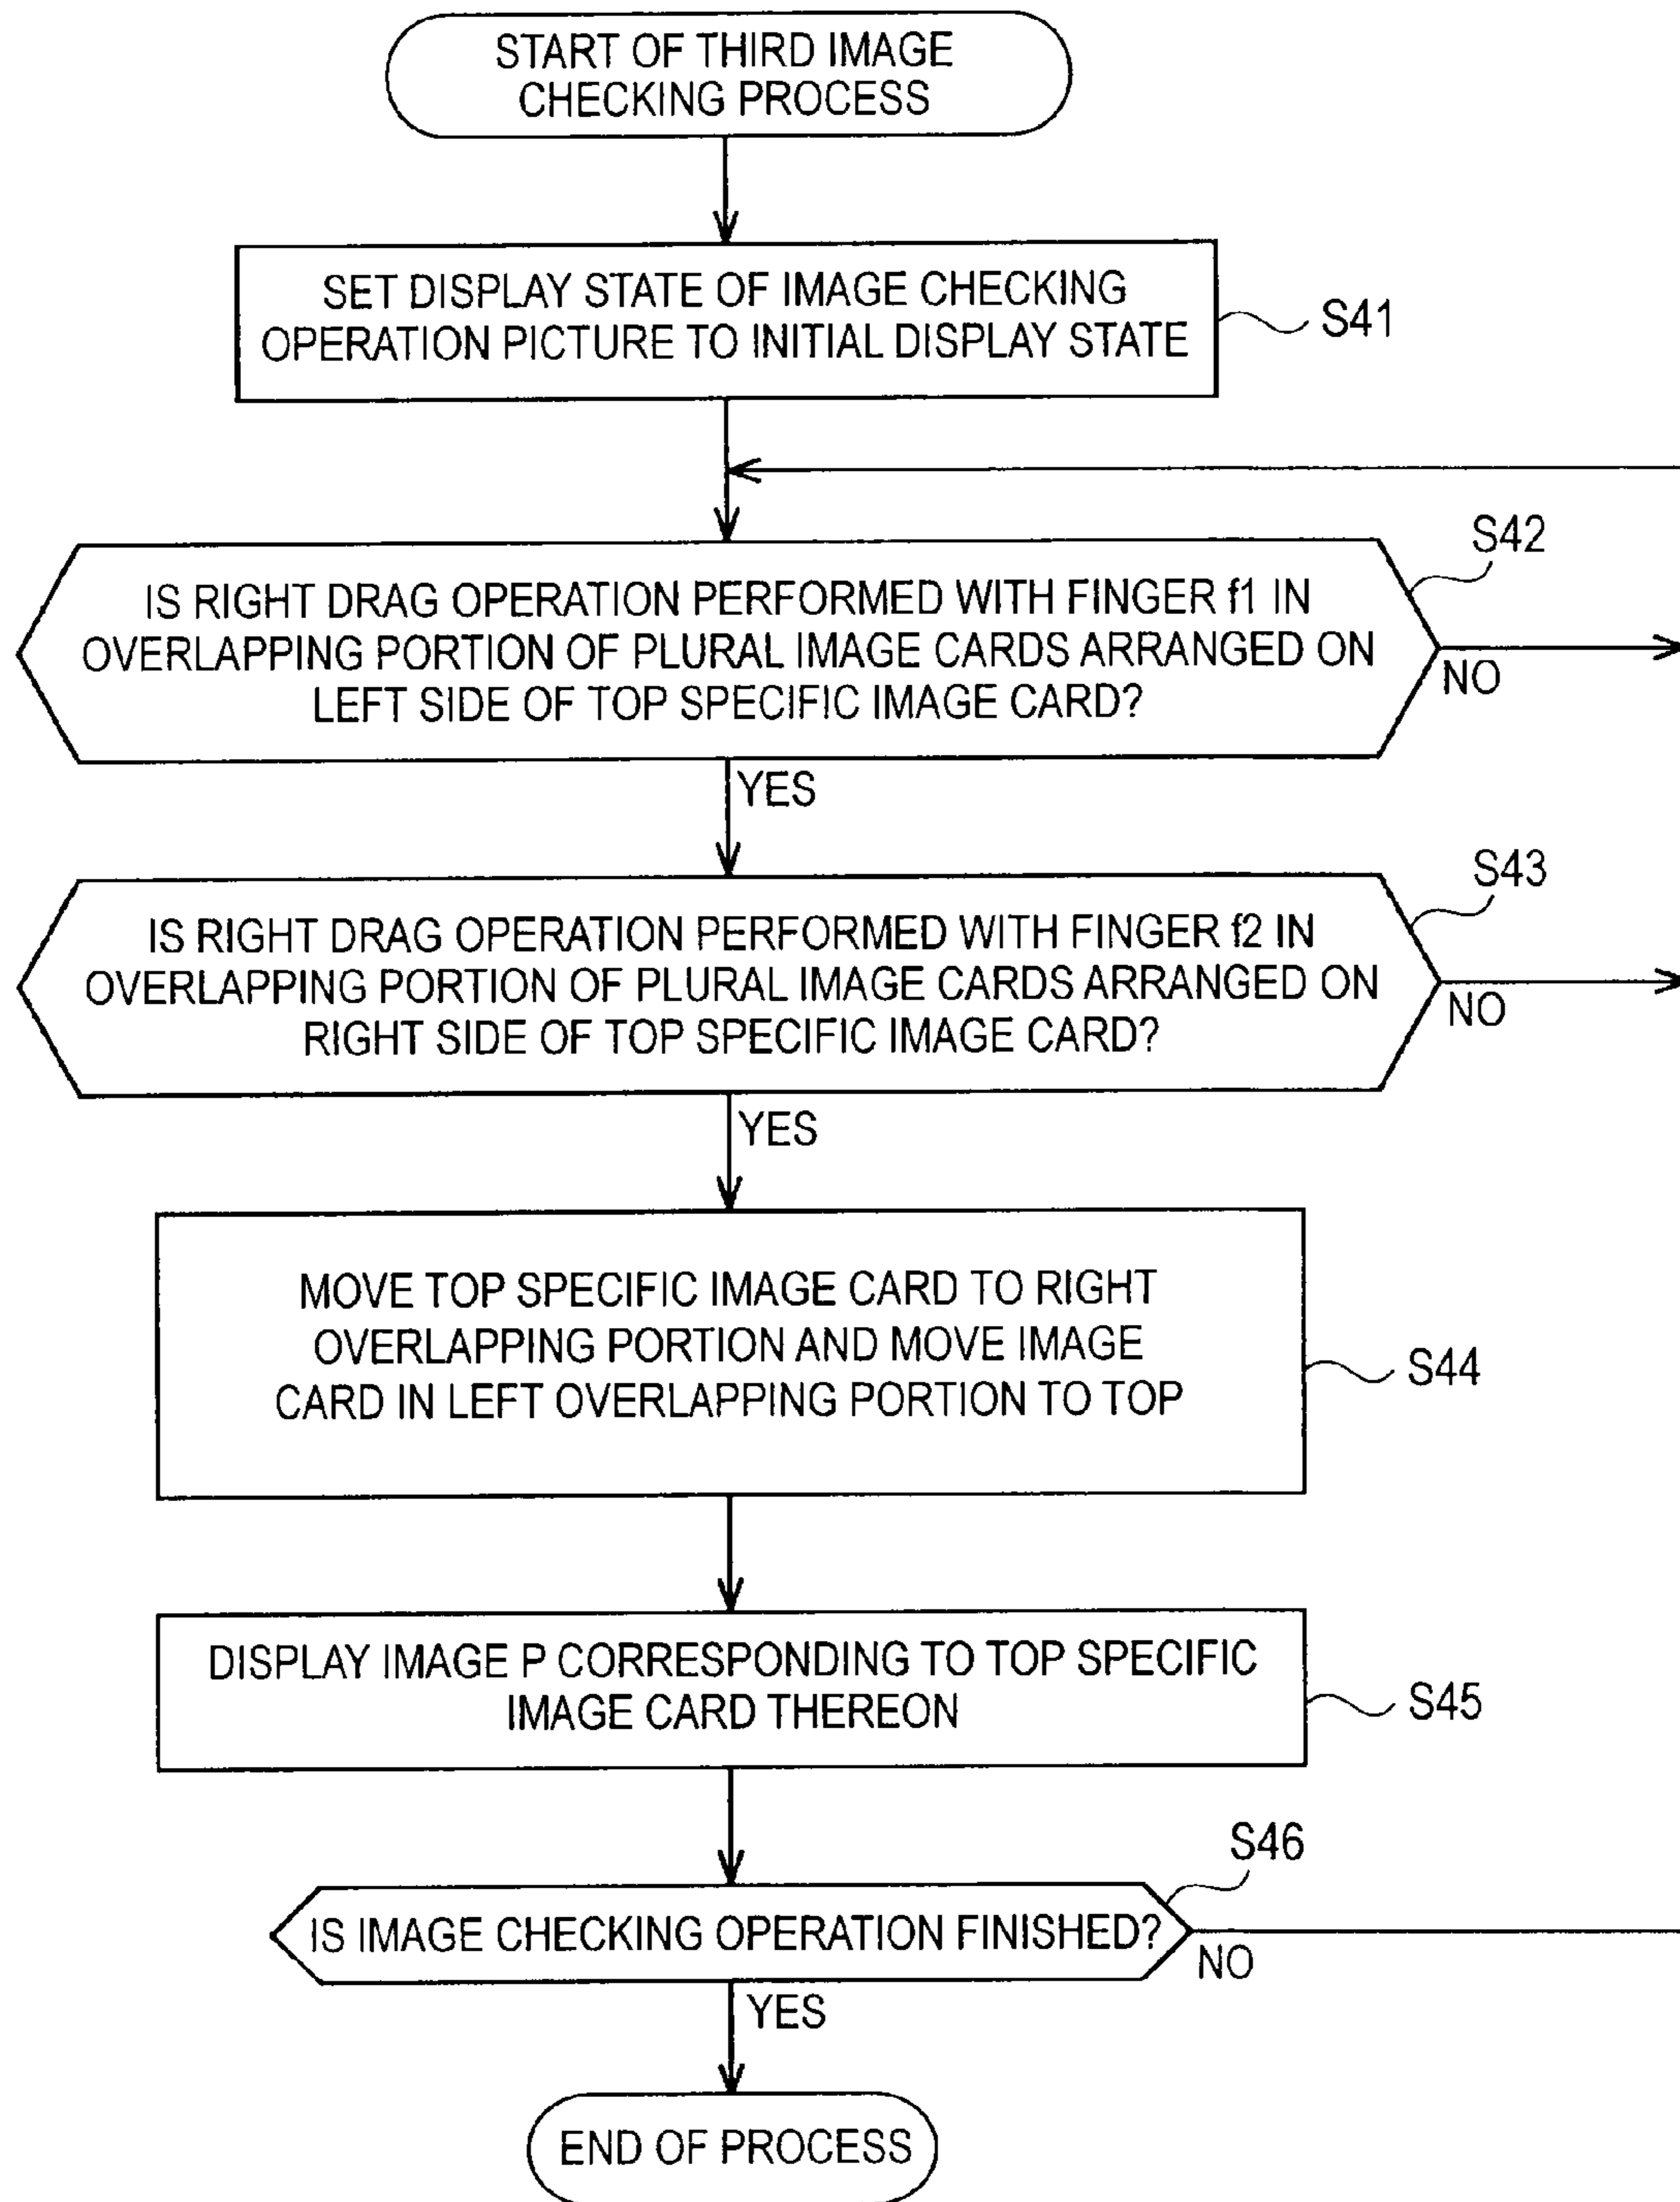 START OF THIRD IMAGE
CHECKING PROCESS
SET DISPLAY STATE OF IMAGE CHECKING
OPERATION PICTURE TO INITIAL DISPLAY STATE
S41
S42
IS RIGHT DRAG OPERATION PERFORMED WITH FINGER f1 IN
OVERLAPPING PORTION OF PLURAL IMAGE CARDS ARRANGED ON
LEFT SIDE OF TOP SPECIFIC IMAGE CARD?
NO
YES
S43
IS RIGHT DRAG OPERATION PERFORMED WITH FINGER f2 IN
OVERLAPPING PORTION OF PLURAL IMAGE CARDS ARRANGED ON
RIGHT SIDE OF TOP SPECIFIC IMAGE CARD?
NO
YES
MOVE TOP SPECIFIC IMAGE CARD TO RIGHT
OVERLAPPING PORTION AND MOVE IMAGE
CARD IN LEFT OVERLAPPING PORTION TO TOP
S44
DISPLAY IMAGE P CORRESPONDING TO TOP SPECIFIC
IMAGE CARD THEREON
S45
S46
IS IMAGE CHECKING OPERATION FINISHED?
NO
YES
END OF PROCESS